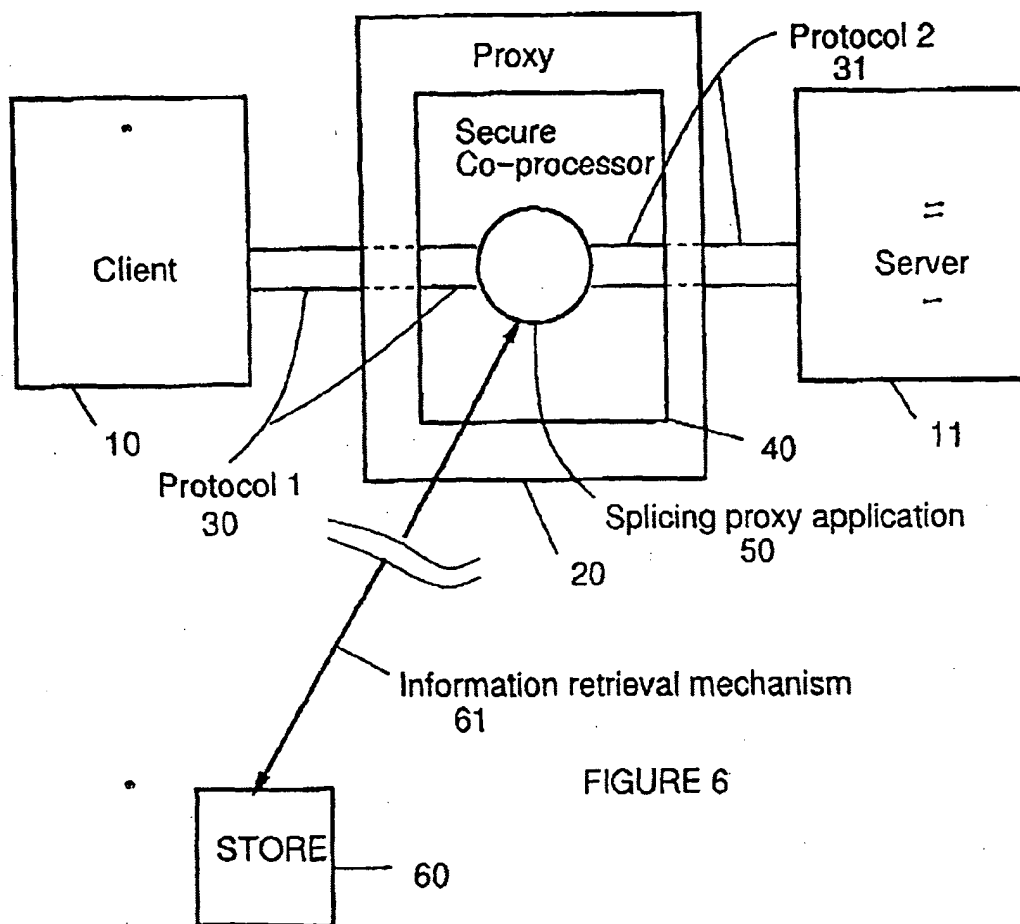 Proxy
Protocol 2
31
Secure
Co-processor
Client
Server
10
40
11
Protocol 1
30
Splicing proxy application
50
20
Information retrieval mechanism
61
FIGURE 6
STORE
60